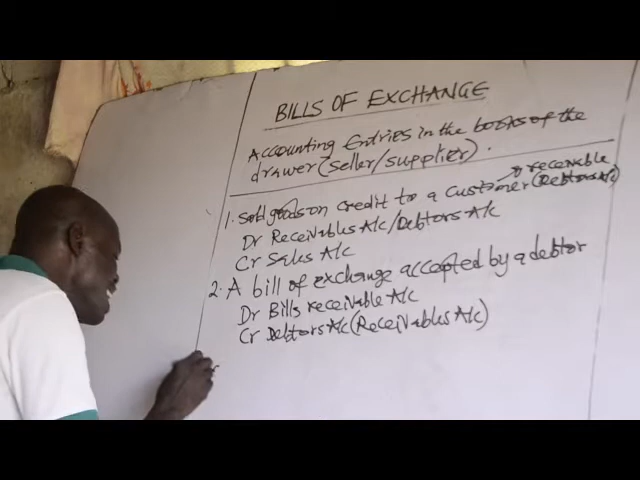 BILLS OF EXCHANGE
Accounting Entries in the books of the
drawer (seller/supplier).
receivable
1. Sold goods on credit to a customer (Debtors A/c)
Dr Receivables A/c/Debtors A/c
Cr Sales A/c
2. A bill of exchange accepted by a debtor
Dr Bills receivable A/c
Cr Debtors A/c (Receivables A/c)